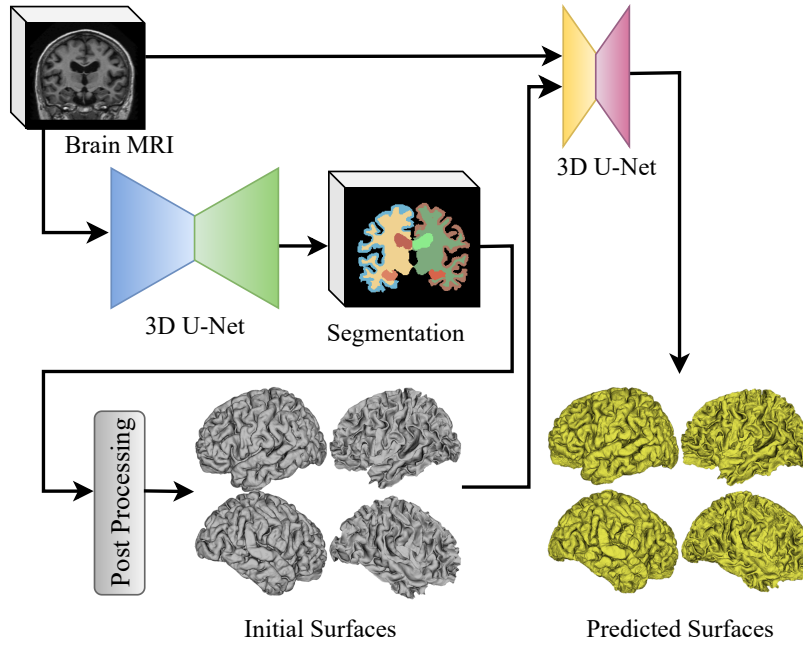 Brain MRI
3D U-Net
3D U-Net
Segmentation
Post Processing
Initial Surfaces
Predicted Surfaces